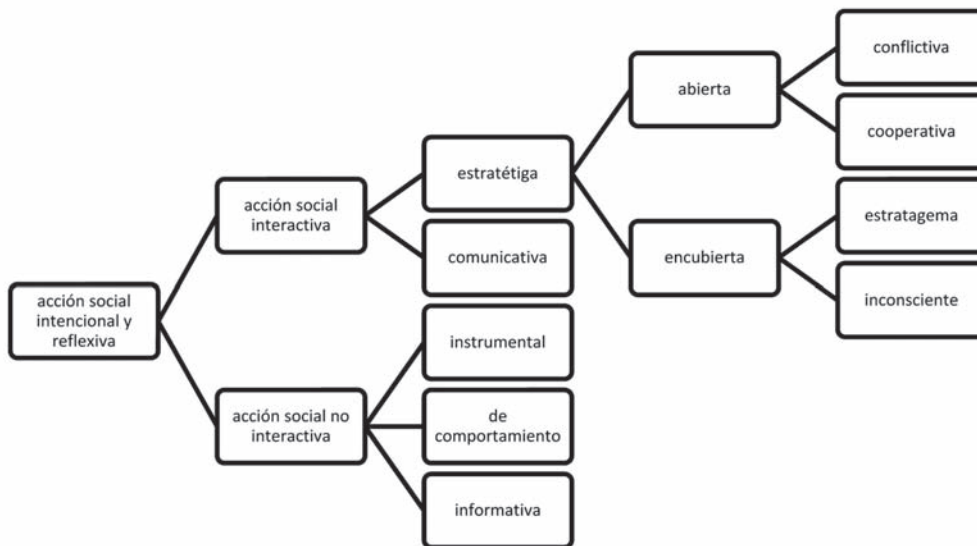 conflictiva
abierta
cooperativa
estratétiga
acción social
interactiva
estratagema
comunicativa
encubierta
inconsciente
acción social
intencional y
reflexiva
instrumental
acción social no
interactiva
de
comportamiento
informativa